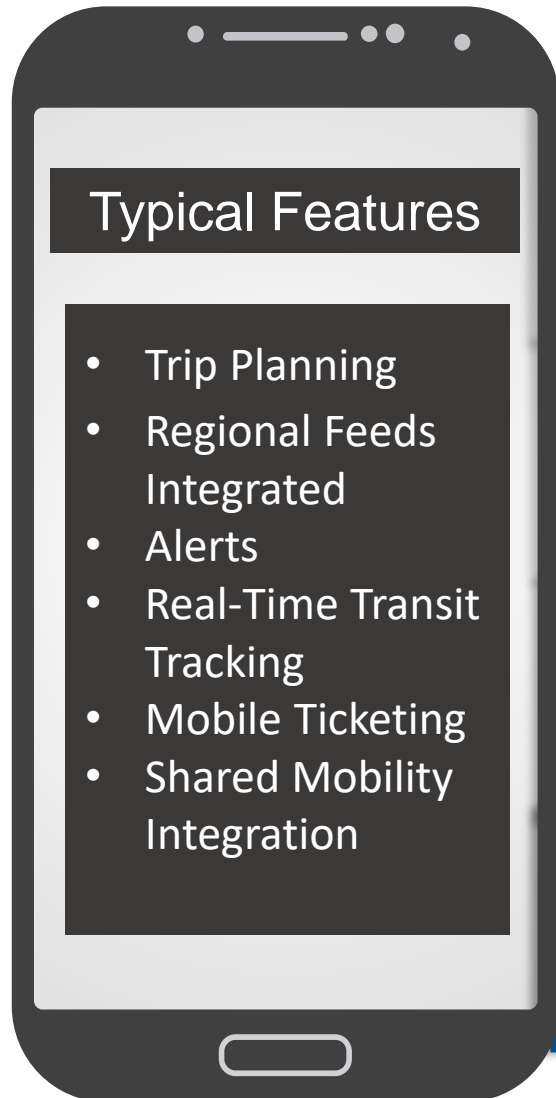 Typical Features
• Trip Planning
• Regional Feeds
Integrated
• Alerts
• Real-Time Transit
Tracking
• Mobile Ticketing
• Shared Mobility
Integration